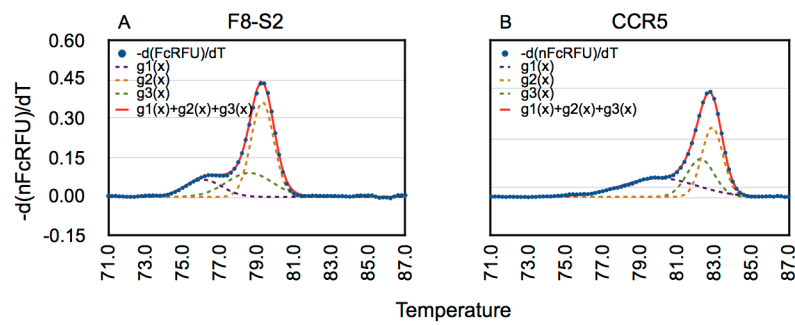 A
F8-S2
B
CCR5
-d(nFcRFU)/dT
0.60
0.45
0.30
0.15
0.00
-0.15
-d(FcRFU)/dT
g1(x)
g2(x)
g3(x)
g1(x)+g2(x)+g3(x)
-d(nFcRFU)/dT
g1(x)
g2(x)
g3(x)
g1(x)+g2(x)+g3(x)
71.0
73.0
75.0
77.0
79.0
81.0
83.0
85.0
87.0
71.0
73.0
75.0
77.0
79.0
81.0
83.0
85.0
87.0
Temperature